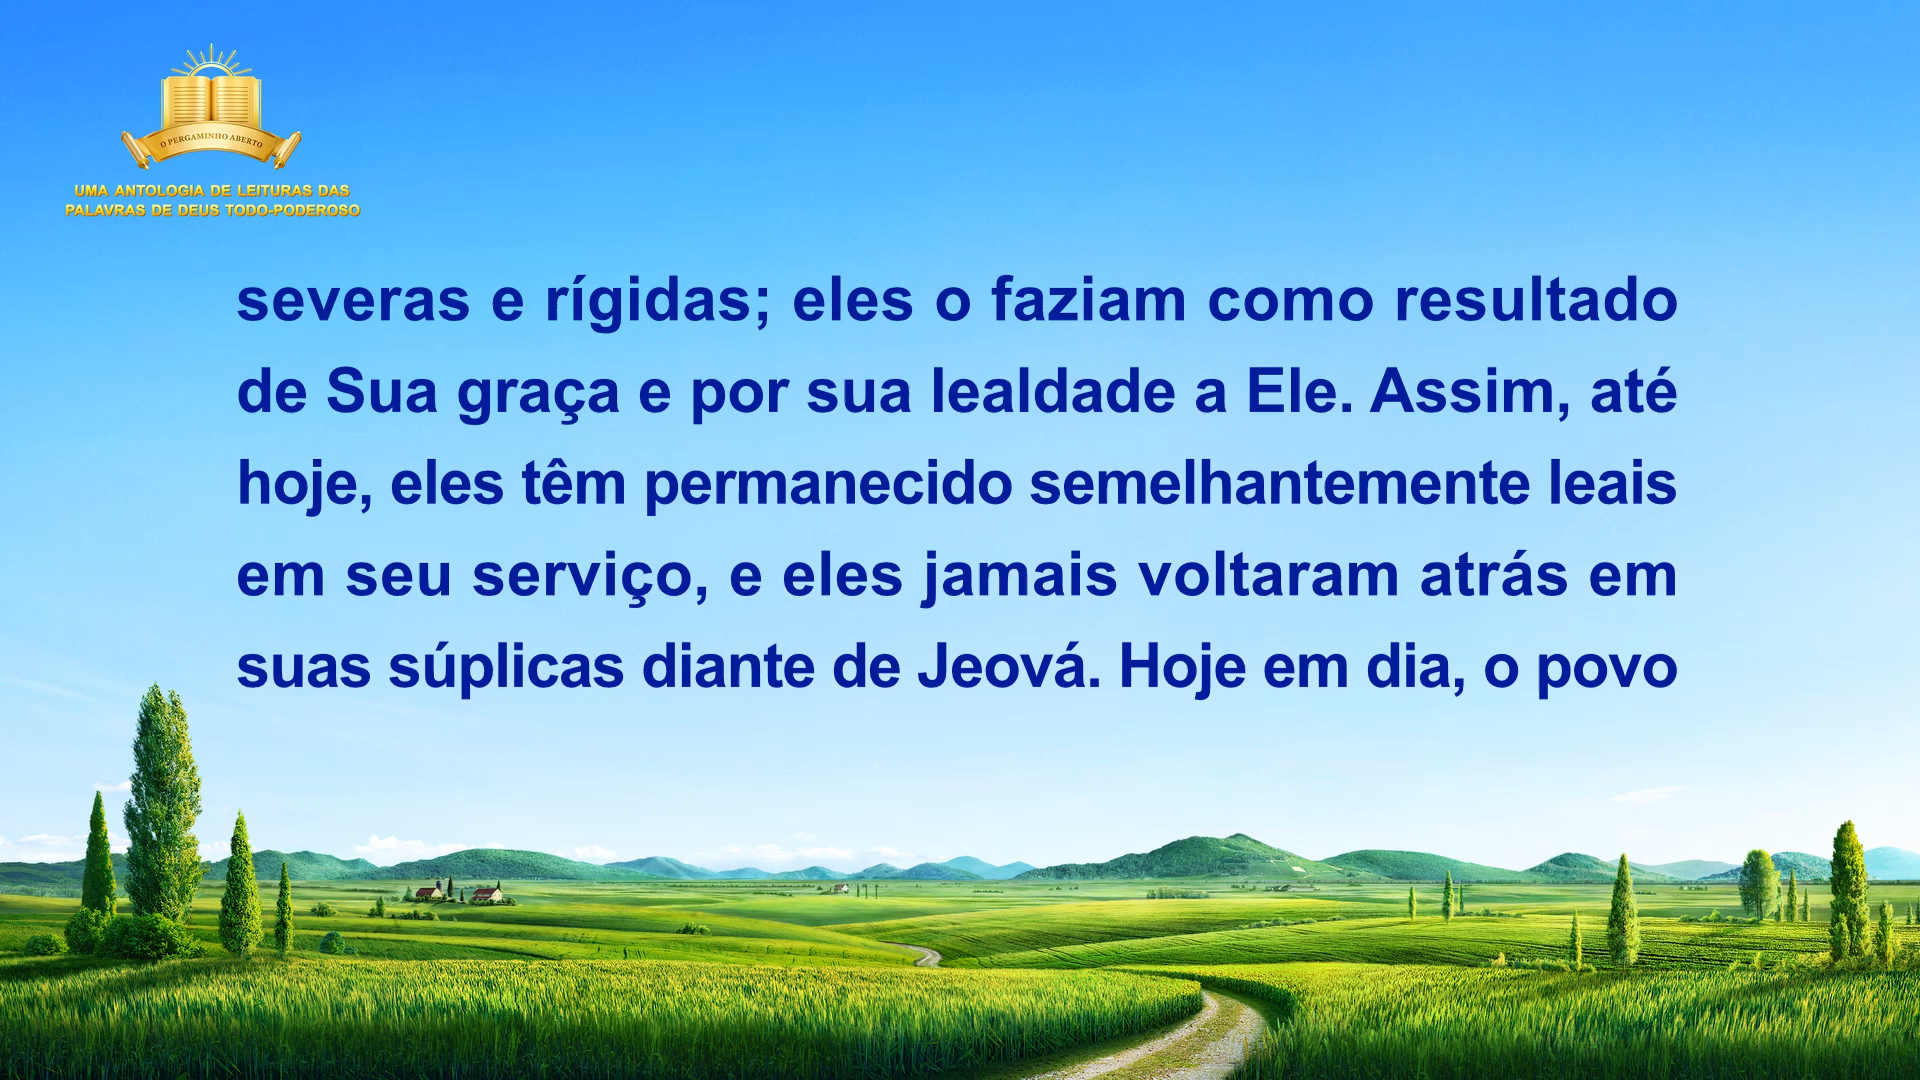 O PERGAMINHO ABERTO
UMA ANTOLOGIA DE LEITURAS DAS
PALAVRAS DE DEUS TODO-PODEROSO
severas e rígidas; eles o faziam como resultado
de Sua graça e por sua lealdade a Ele. Assim, até
hoje, eles têm permanecido semelhantemente leais
em seu serviço, e eles jamais voltaram atrás em
suas súplicas diante de Jeová. Hoje em dia, o povo